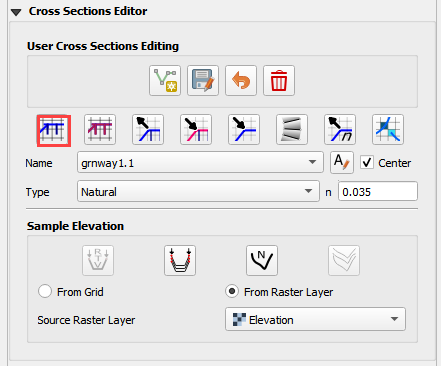 Cross Sections Editor
User Cross Sections Editing
Name grnway1.1 A Center
Type Natural n 0.035
Sample Elevation
R T W N
From Grid From Raster Layer
Source Raster Layer Elevation